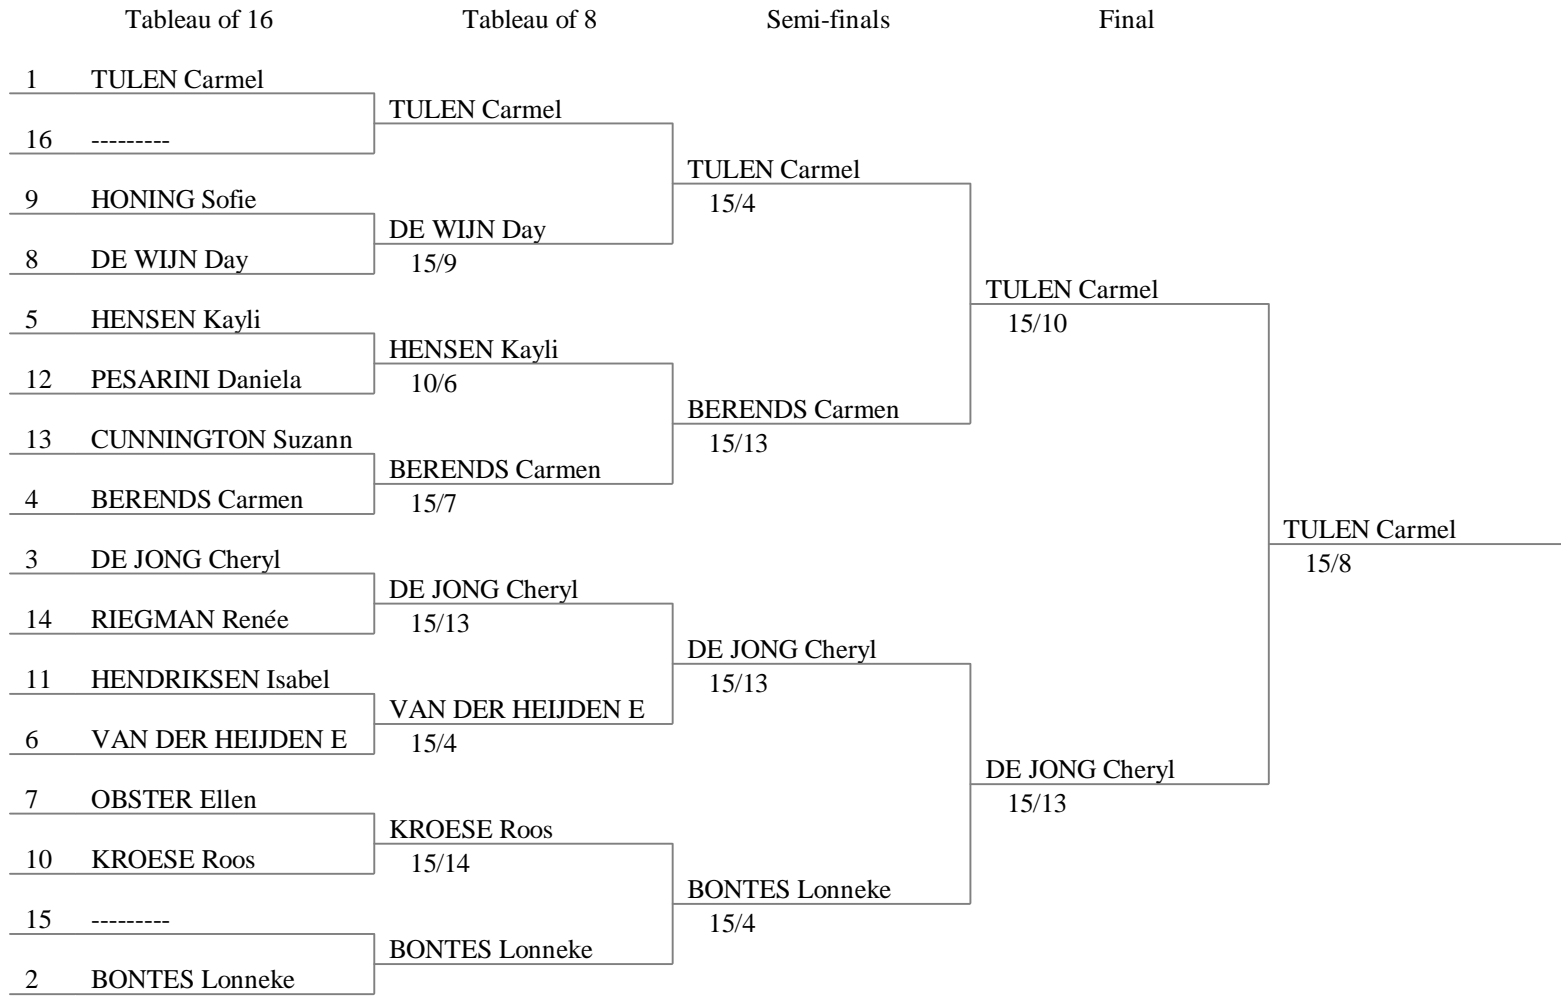 Tableau of 16 Tableau of 8 Semi-finals Final
1 TULEN Carmel
TULEN Carmel
16 ---------
TULEN Carmel
15/4
9 HONING Sofie
DE WIJN Day
15/9
8 DE WIJN Day
TULEN Carmel
15/10
5 HENSEN Kayli
HENSEN Kayli
10/6
12 PESARINI Daniela
BERENDS Carmen
15/13
13 CUNNINGTON Suzann
BERENDS Carmen
15/7
4 BERENDS Carmen
TULEN Carmel
15/8
3 DE JONG Cheryl
DE JONG Cheryl
15/13
14 RIEGMAN Renée
DE JONG Cheryl
15/13
11 HENDRIKSEN Isabel
VAN DER HEIJDEN E
15/4
6 VAN DER HEIJDEN E
DE JONG Cheryl
15/13
7 OBSTER Ellen
KROESE Roos
15/14
10 KROESE Roos
BONTES Lonneke
15/4
15 ---------
BONTES Lonneke
2 BONTES Lonneke